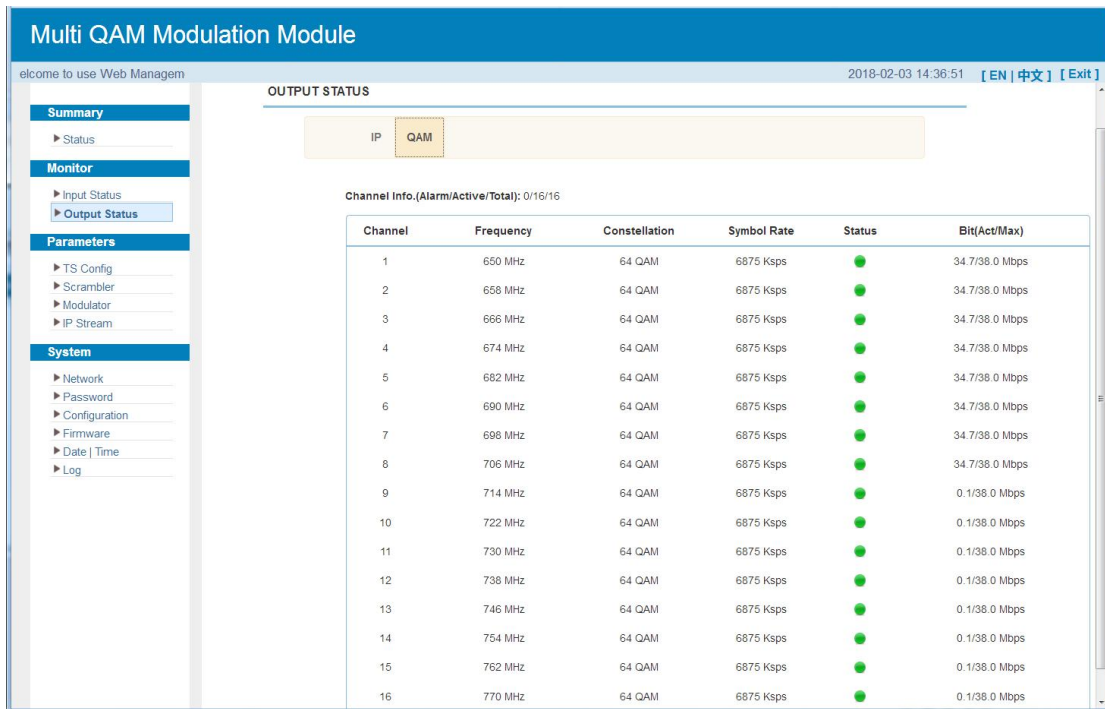 Multi QAM Modulation Module
elcome to use Web Managem
2018-02-03 14:36:51 [ EN | 中文 ] [ Exit ]
Summary
Status
Monitor
Input Status
Output Status
Parameters
TS Config
Scrambler
Modulator
IP Stream
System
Network
Password
Configuration
Firmware
Date | Time
Log
OUTPUT STATUS
IP QAM
Channel Info.(Alarm/Active/Total): 0/16/16
Channel Frequency Constellation Symbol Rate Status Bit(Act/Max)
1 650 MHz 64 QAM 6875 Ksps 34.7/38.0 Mbps
2 658 MHz 64 QAM 6875 Ksps 34.7/38.0 Mbps
3 666 MHz 64 QAM 6875 Ksps 34.7/38.0 Mbps
4 674 MHz 64 QAM 6875 Ksps 34.7/38.0 Mbps
5 682 MHz 64 QAM 6875 Ksps 34.7/38.0 Mbps
6 690 MHz 64 QAM 6875 Ksps 34.7/38.0 Mbps
7 698 MHz 64 QAM 6875 Ksps 34.7/38.0 Mbps
8 706 MHz 64 QAM 6875 Ksps 34.7/38.0 Mbps
9 714 MHz 64 QAM 6875 Ksps 0.1/38.0 Mbps
10 722 MHz 64 QAM 6875 Ksps 0.1/38.0 Mbps
11 730 MHz 64 QAM 6875 Ksps 0.1/38.0 Mbps
12 738 MHz 64 QAM 6875 Ksps 0.1/38.0 Mbps
13 746 MHz 64 QAM 6875 Ksps 0.1/38.0 Mbps
14 754 MHz 64 QAM 6875 Ksps 0.1/38.0 Mbps
15 762 MHz 64 QAM 6875 Ksps 0.1/38.0 Mbps
16 770 MHz 64 QAM 6875 Ksps 0.1/38.0 Mbps